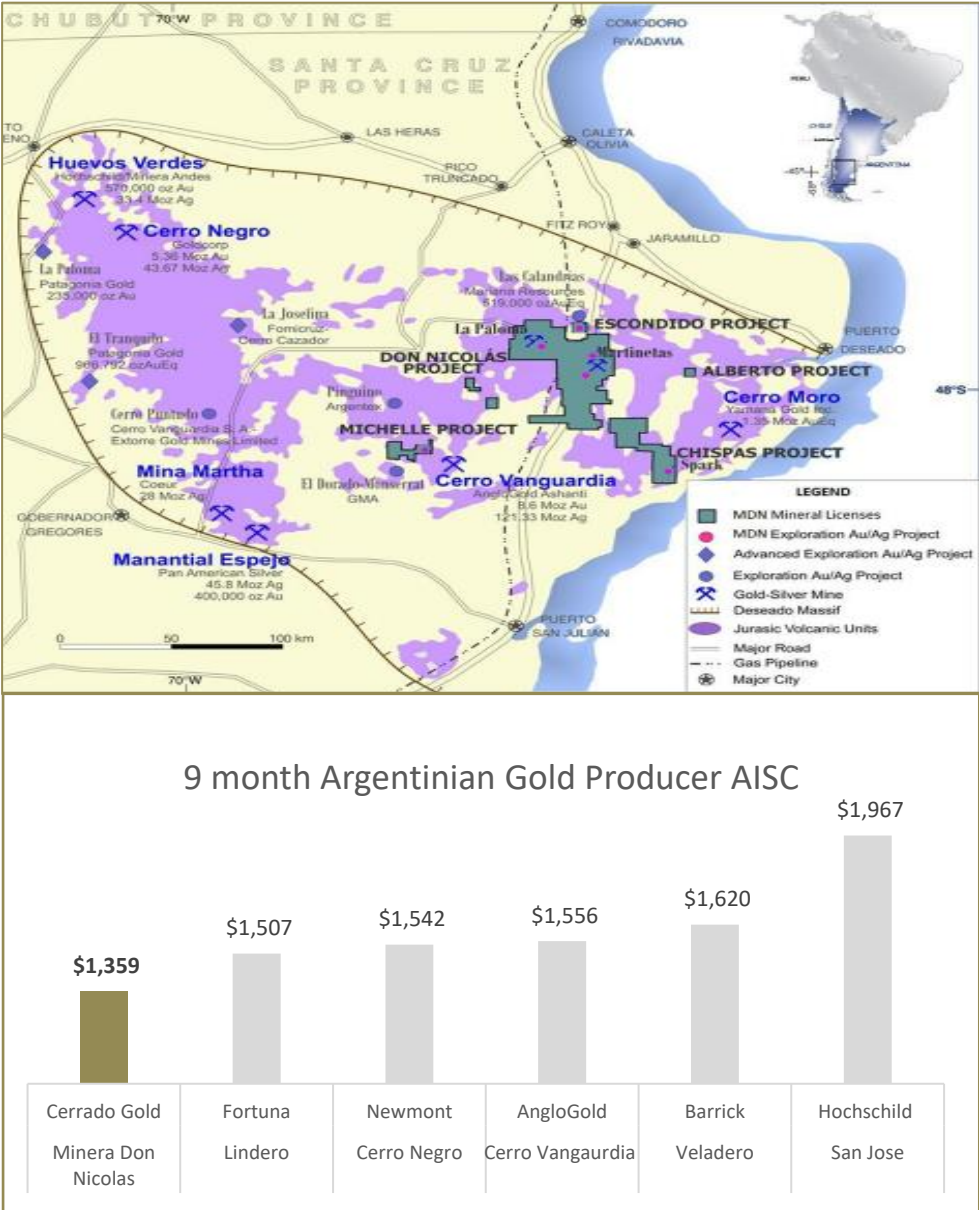 CHUBUT PROVINCE
70°W
COMODORO
RIVADAVIA
SANTA CRUZ
PROVINCE
PERU
CHILE
ARGENTINA
TO
ENO
LAS HERAS
CALETA
OLIVIA
PICO
TRUNCADO
Huevos Verdes
Hochschild/Minera Andes
570,000 oz Au
33.4 Moz Ag
Cerro Negro
Goldcorp
5.36 Moz Au
43.67 Moz Ag
FITZ ROY
JARAMILLO
La Paloma
Patagonia Gold
235,000 oz Au
Las Calandrias
Mariana Resources
519,000 ozAuEq
La Josefina
Fomicruz-
Cerro Cazador
La Paloma
ESCONDIDO PROJECT
PUERTO
DESEADO
El Tranquilo
Patagonia Gold
Martinetas
DON NICOLÁS
PROJECT
ALBERTO PROJECT
48°S
Pinguino
Argentex
Cerro Moro
Yamana Gold Inc.
1.35 Moz AuEq
Cerro Puntudo
Cerro Vanguardia S. A.-
Extorre Gold Mines Limited
MICHELLE PROJECT
CHISPAS PROJECT
Spark
Mina Martha
Coeur
28 Moz Ag
El Dorado-Monserrat
GMA
Cerro Vanguardia
AngloGold Ashanti
8.6 Moz Au
121.33 Moz Ag
GOBERNADOR
GREGORES
Manantial Espejo
Pan American Silver
45.8 Moz Ag
400,000 oz Au
PUERTO
SAN JULIAN
0 50 100 km
70°W
LEGEND
MDN Mineral Licenses
MDN Exploration Au/Ag Project
Advanced Exploration Au/Ag Project
Exploration Au/Ag Project
Gold-Silver Mine
Deseado Massif
Jurasic Volcanic Units
Major Road
Gas Pipeline
Major City
9 month Argentinian Gold Producer AISC
$1,359
$1,507
$1,542
$1,556
$1,620
$1,967
Cerrado Gold Fortuna Newmont AngloGold Barrick Hochschild
Minera Don Lindero Cerro Negro Cerro Vangaurdia Veladero San Jose
Nicolas